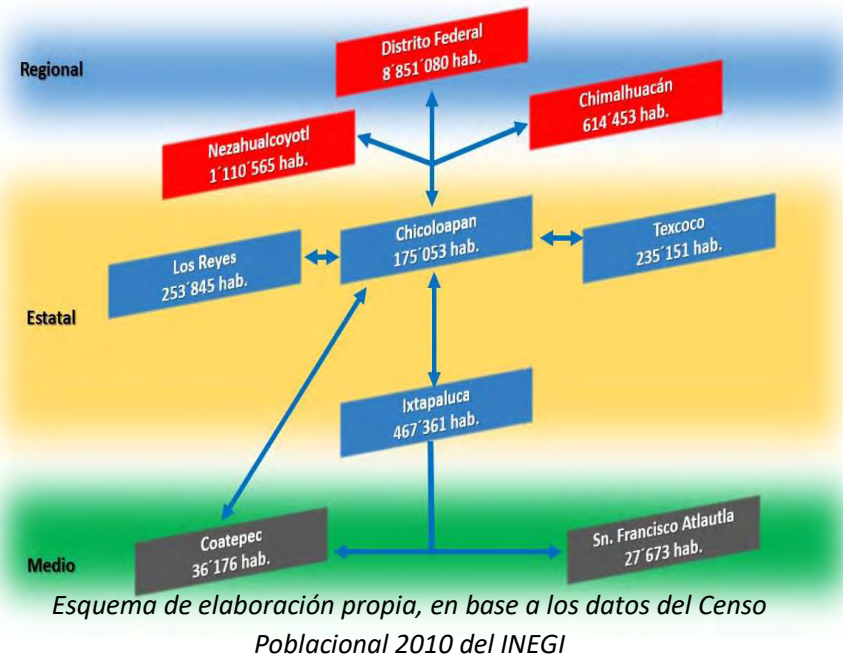 Regional
Distrito Federal
8´851´080 hab.
Chimalhuacán
614´453 hab.
Nezahualcoyotl
1´110´565 hab.
Chicoloapan
175´053 hab.
Texcoco
235´151 hab.
Los Reyes
253´845 hab.
Estatal
Ixtapaluca
467´361 hab.
Coatepec
36´176 hab.
Sn. Francisco Atlautla
27´673 hab.
Medio
Esquema de elaboración propia, en base a los datos del Censo
Poblacional 2010 del INEGI